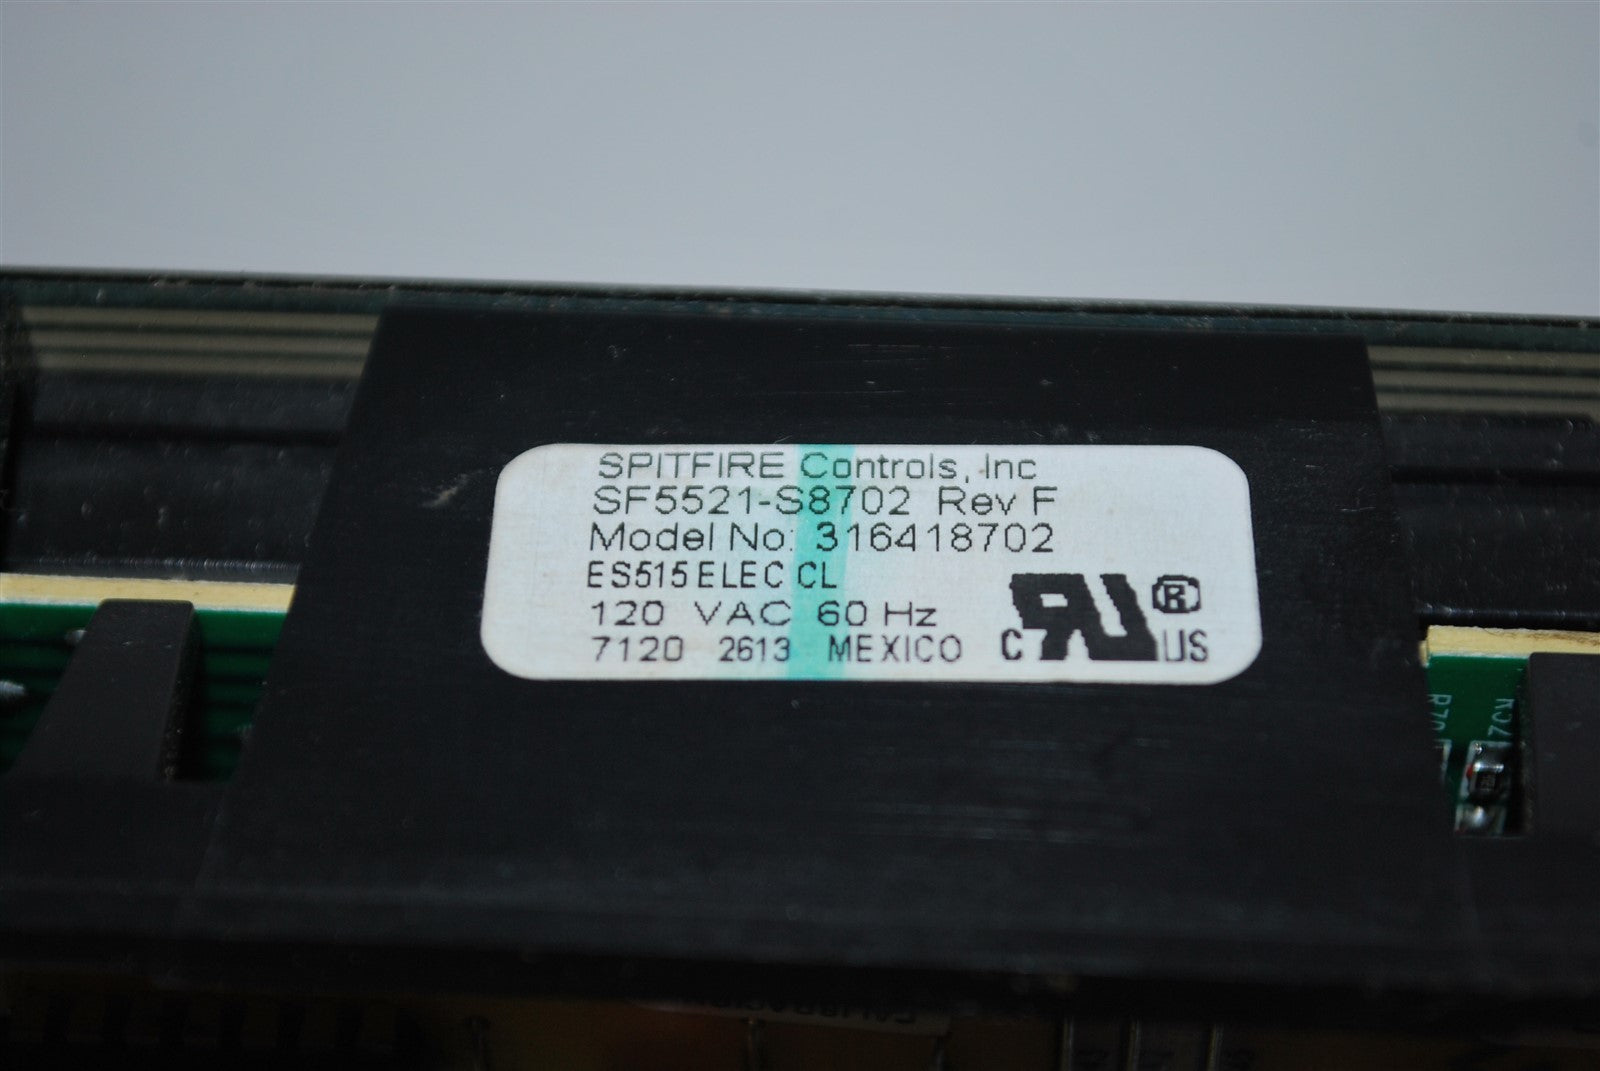 SPITFIRE Controls, Inc
SF5521-S8702 Rev F
Model No: 316418702
ES515 ELEC CL
120 VAC 60 Hz
7120 2613 MEXICO
C RU ® US